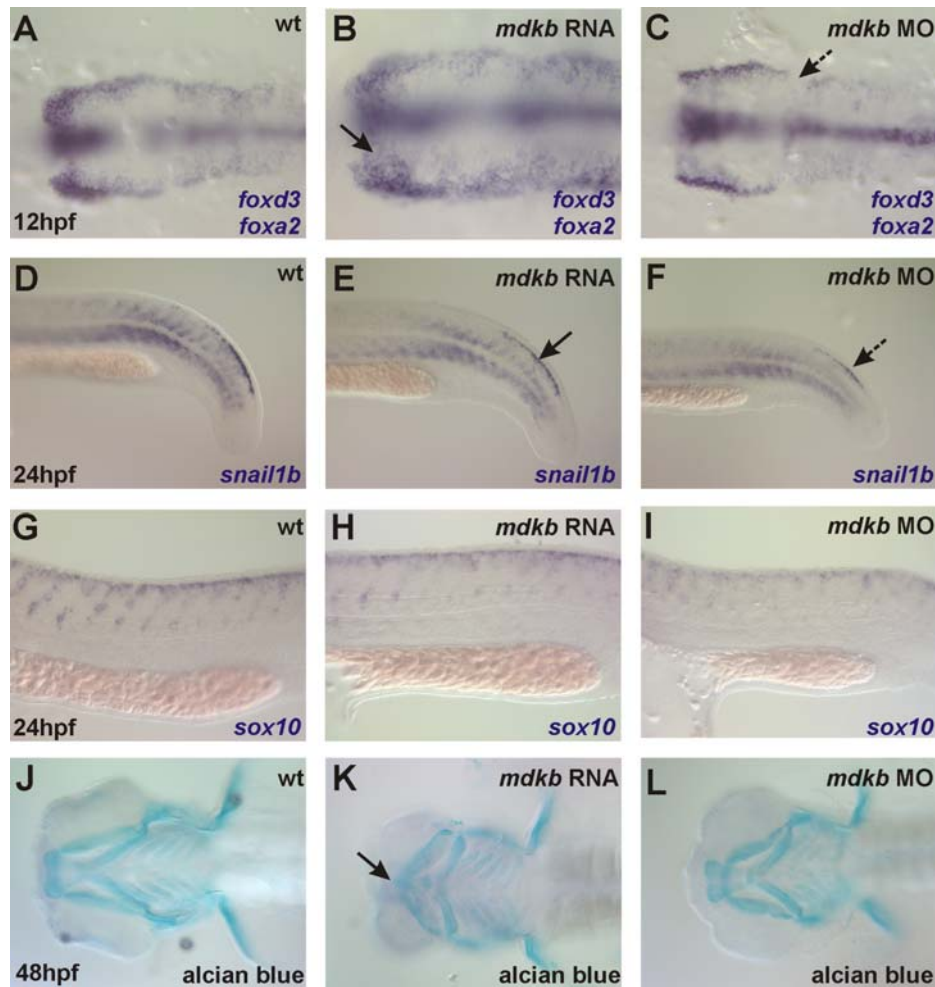 A wt
B mdkb RNA
C mdkb MO
foxd3
foxd3
foxd3
12hpf foxa2
foxa2
foxa2
D wt
E mdkb RNA
F mdkb MO
24hpf snail1b
snail1b
snail1b
G wt
H mdkb RNA
I mdkb MO
24hpf sox10
sox10
sox10
J wt
K mdkb RNA
L mdkb MO
48hpf alcian blue
alcian blue
alcian blue